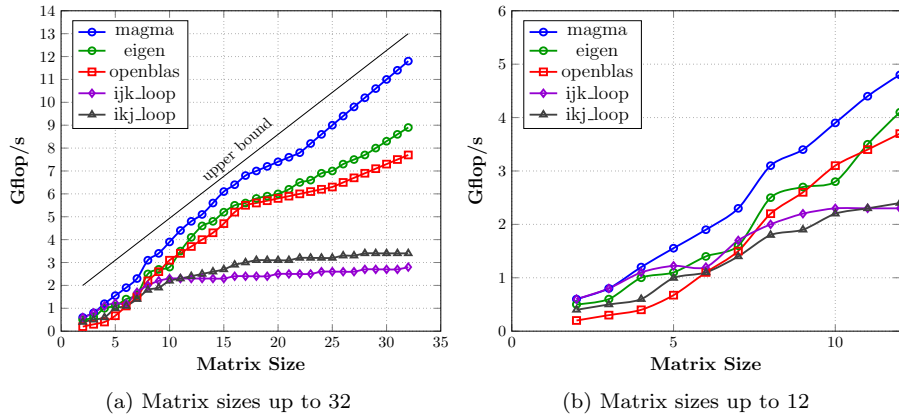 14
13
12
11
10
9
8
7
6
5
4
3
2
1
0
Gflop/s
magma
eigen
openblas
ijk_loop
ikj_loop
upper bound
0 5 10 15 20 25 30 35
Matrix Size
(a) Matrix sizes up to 32
6
5
4
3
2
1
0
Gflop/s
magma
eigen
openblas
ijk_loop
ikj_loop
0 5 10
Matrix Size
(b) Matrix sizes up to 12